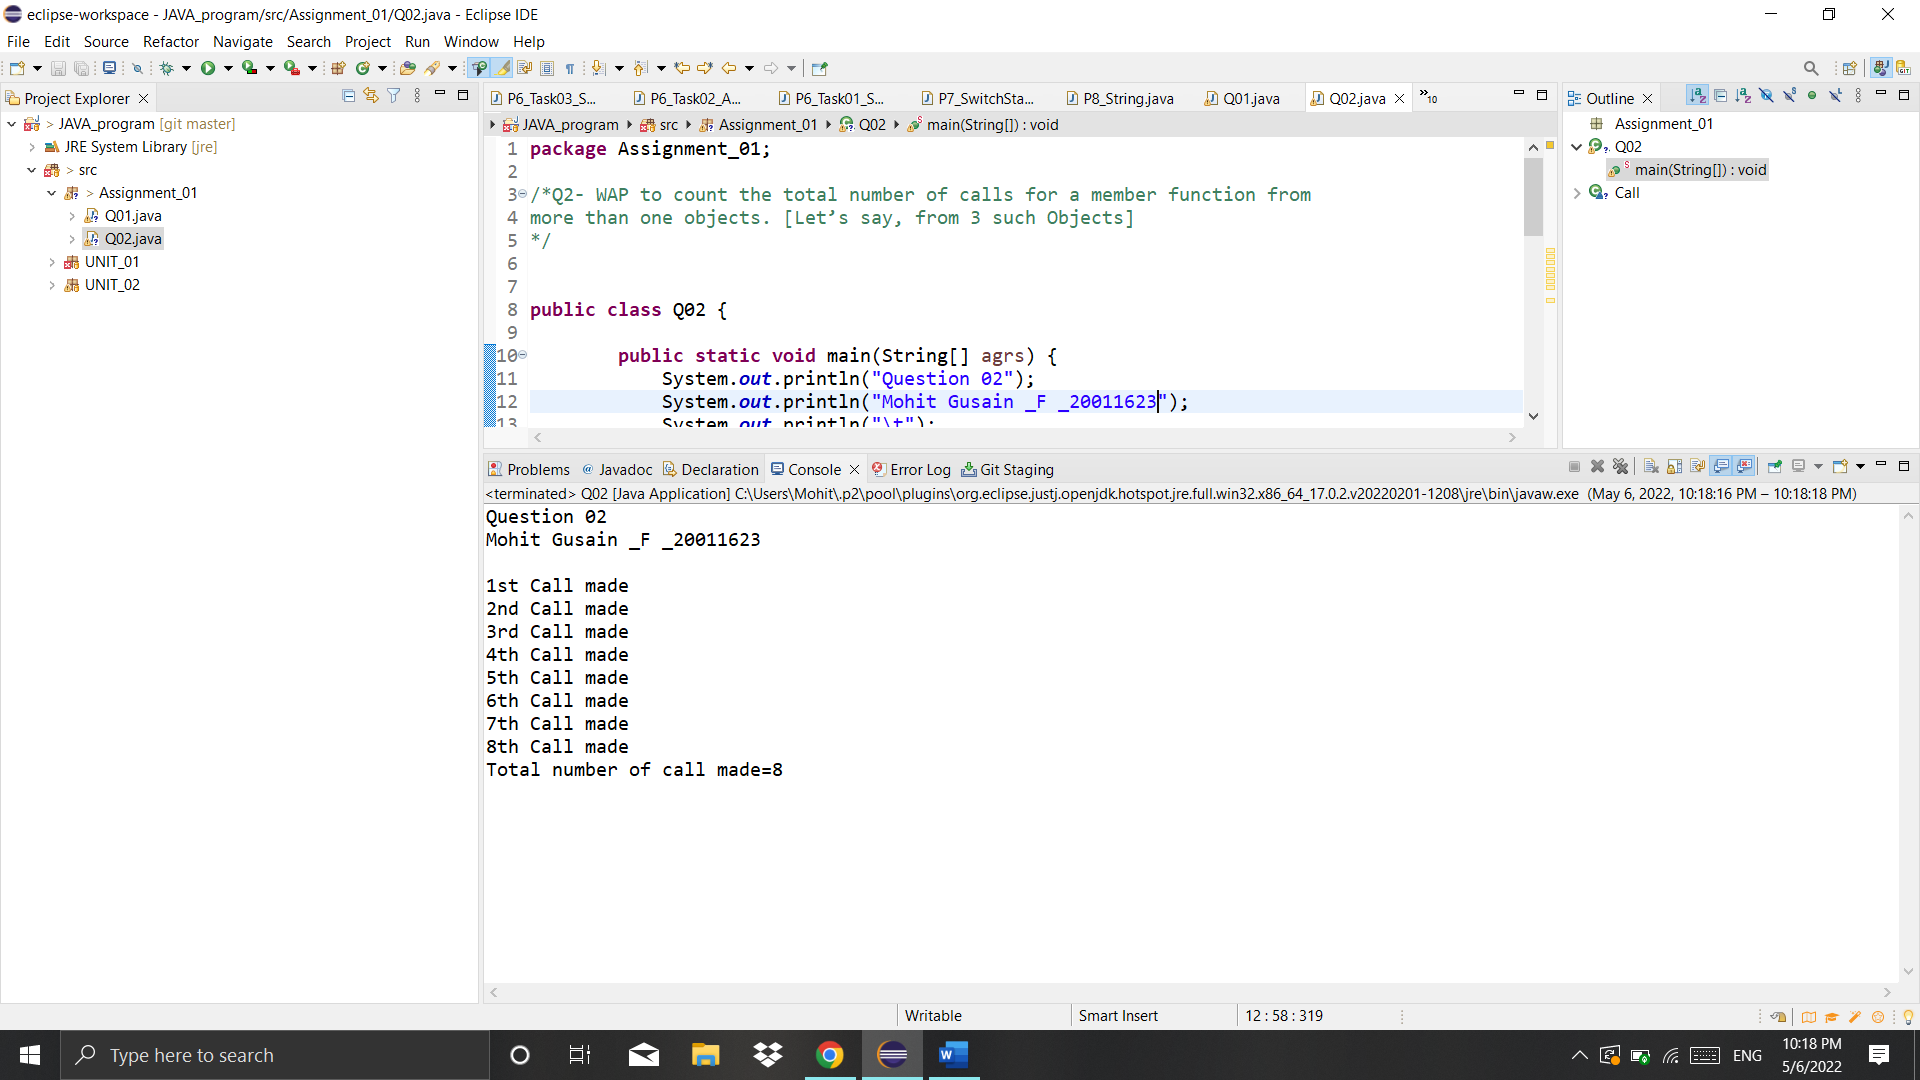 eclipse-workspace - JAVA_program/src/Assignment_01/Q02.java - Eclipse IDE
File Edit Source Refactor Navigate Search Project Run Window Help
Project Explorer
JAVA_program [git master]
JRE System Library [jre]
src
Assignment_01
Q01.java
Q02.java
UNIT_01
UNIT_02
P6_Task03_S... P6_Task02_A... P6_Task01_S... P7_SwitchSta... P8_String.java Q01.java Q02.java »10
JAVA_program src Assignment_01 Q02 main(String[]) : void
1 package Assignment_01;
2
3 /*Q2- WAP to count the total number of calls for a member function from
4 more than one objects. [Let’s say, from 3 such Objects]
5 */
6
7
8 public class Q02 {
9
10 public static void main(String[] agrs) {
11 System.out.println("Question 02");
12 System.out.println("Mohit Gusain _F _20011623");
13 System.out.println("\t");
Outline
Assignment_01
Q02
main(String[]) : void
Call
Problems @ Javadoc Declaration Console Error Log Git Staging
<terminated> Q02 [Java Application] C:\Users\Mohit\.p2\pool\plugins\org.eclipse.justj.openjdk.hotspot.jre.full.win32.x86_64_17.0.2.v20220201-1208\jre\bin\javaw.exe (May 6, 2022, 10:18:16 PM – 10:18:18 PM)
Question 02
Mohit Gusain _F _20011623
1st Call made
2nd Call made
3rd Call made
4th Call made
5th Call made
6th Call made
7th Call made
8th Call made
Total number of call made=8
Writable Smart Insert 12 : 58 : 319
Type here to search
ENG
10:18 PM
5/6/2022